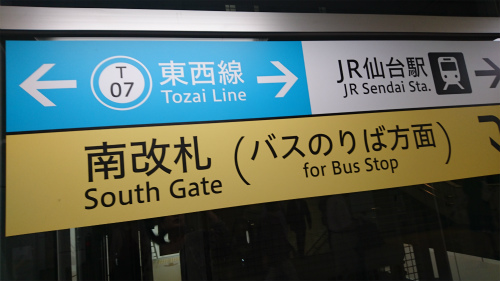 T
07
東西線
Tozai Line
JR仙台駅
JR Sendai Sta.
南改札
South Gate
(バスのりば方面)
for Bus Stop